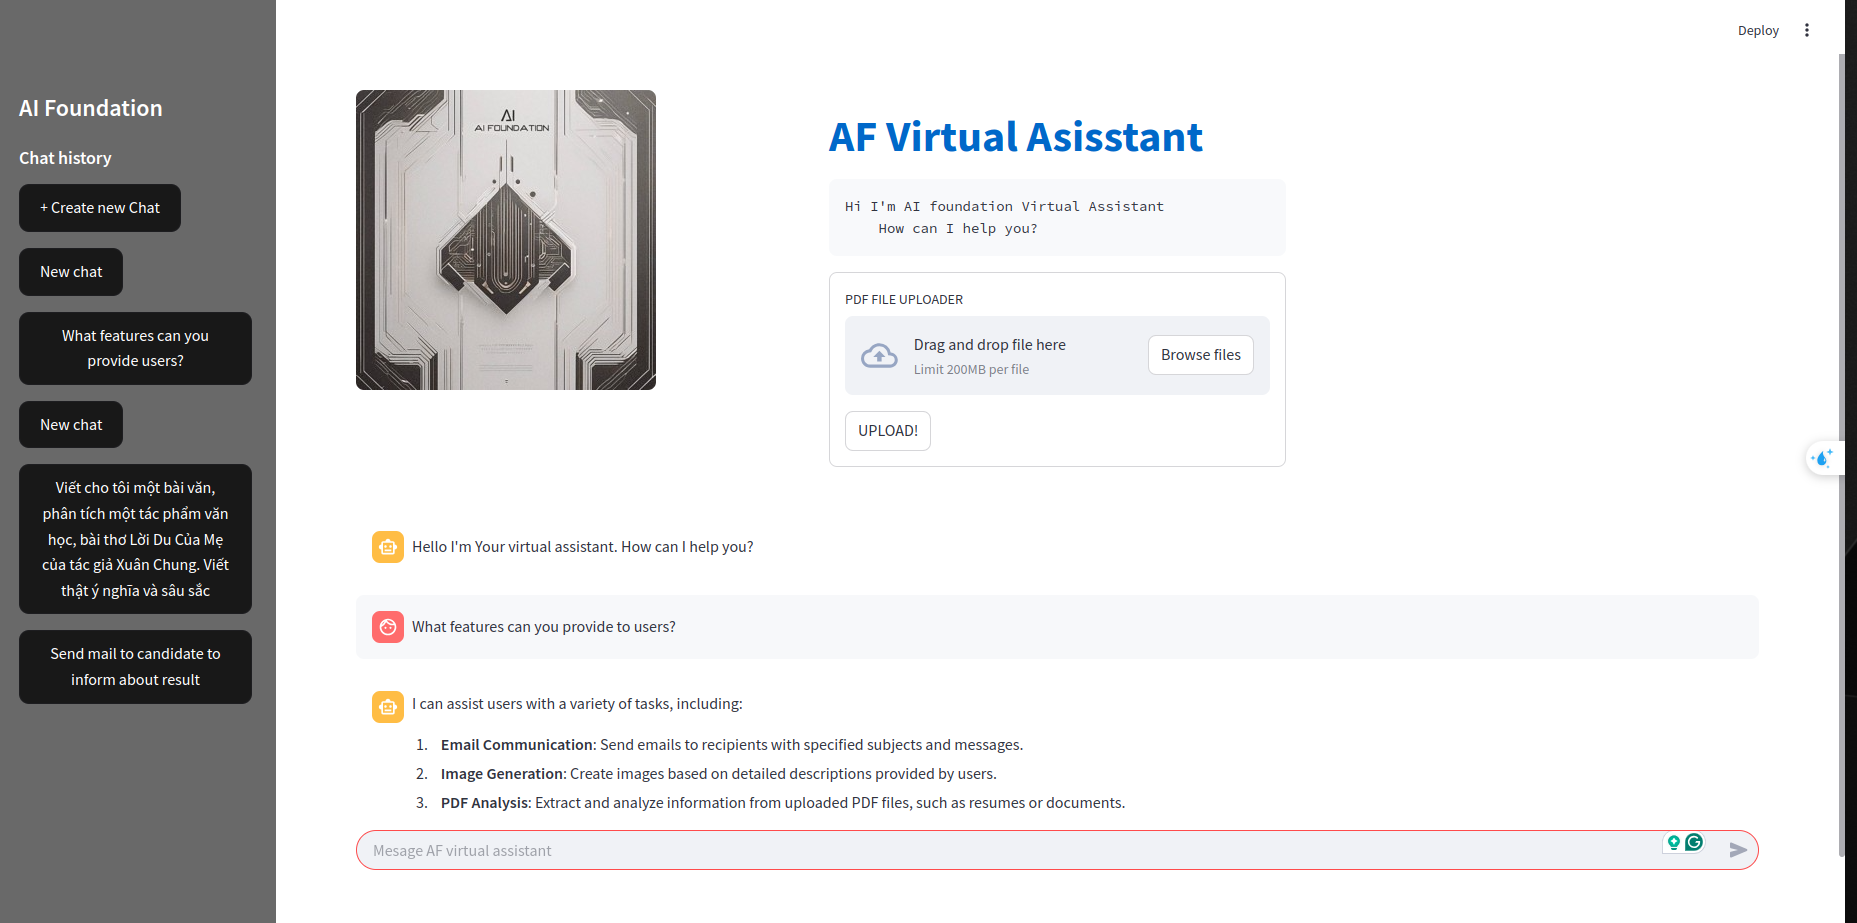 Deploy
AI Foundation
Chat history
+ Create new Chat
New chat
What features can you
provide users?
New chat
Viết cho tôi một bài văn,
phân tích một tác phẩm văn
học, bài thơ Lời Du Của Mẹ
của tác giả Xuân Chung. Viết
thật ý nghĩa và sâu sắc
Send mail to candidate to
inform about result
AI
AI FOUNDATION
AF Virtual Asisstant
Hi I'm AI foundation Virtual Assistant
How can I help you?
PDF FILE UPLOADER
Drag and drop file here
Limit 200MB per file
Browse files
UPLOAD!
Hello I'm Your virtual assistant. How can I help you?
What features can you provide to users?
I can assist users with a variety of tasks, including:
1. Email Communication: Send emails to recipients with specified subjects and messages.
2. Image Generation: Create images based on detailed descriptions provided by users.
3. PDF Analysis: Extract and analyze information from uploaded PDF files, such as resumes or documents.
Mesage AF virtual assistant